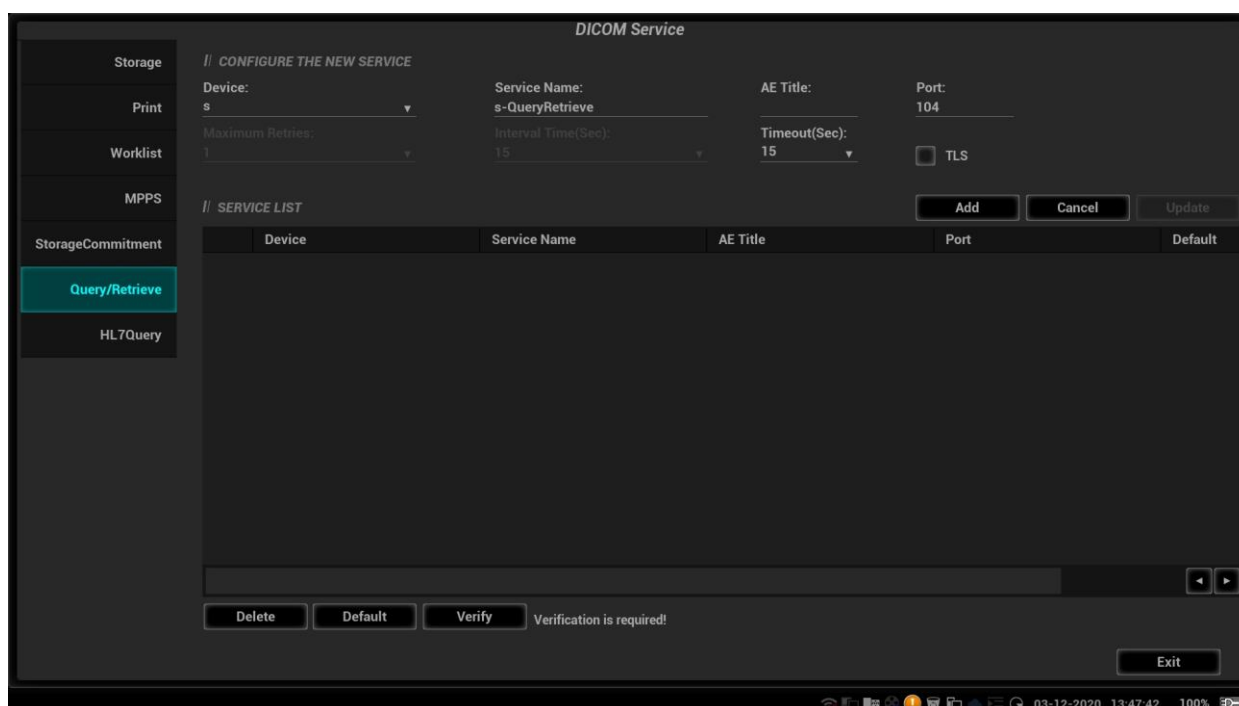 DICOM Service
Storage
Print
Worklist
MPPS
StorageCommitment
Query/Retrieve
HL7Query
// CONFIGURE THE NEW SERVICE
Device: Service Name: AE Title: Port:
s s-QueryRetrieve 104
Maximum Retries: Interval Time(Sec): Timeout(Sec):
1 15 15 TLS
// SERVICE LIST Add Cancel Update
Device Service Name AE Title Port Default
Delete Default Verify Verification is required!
Exit
1 03-12-2020 13:47:42 100%